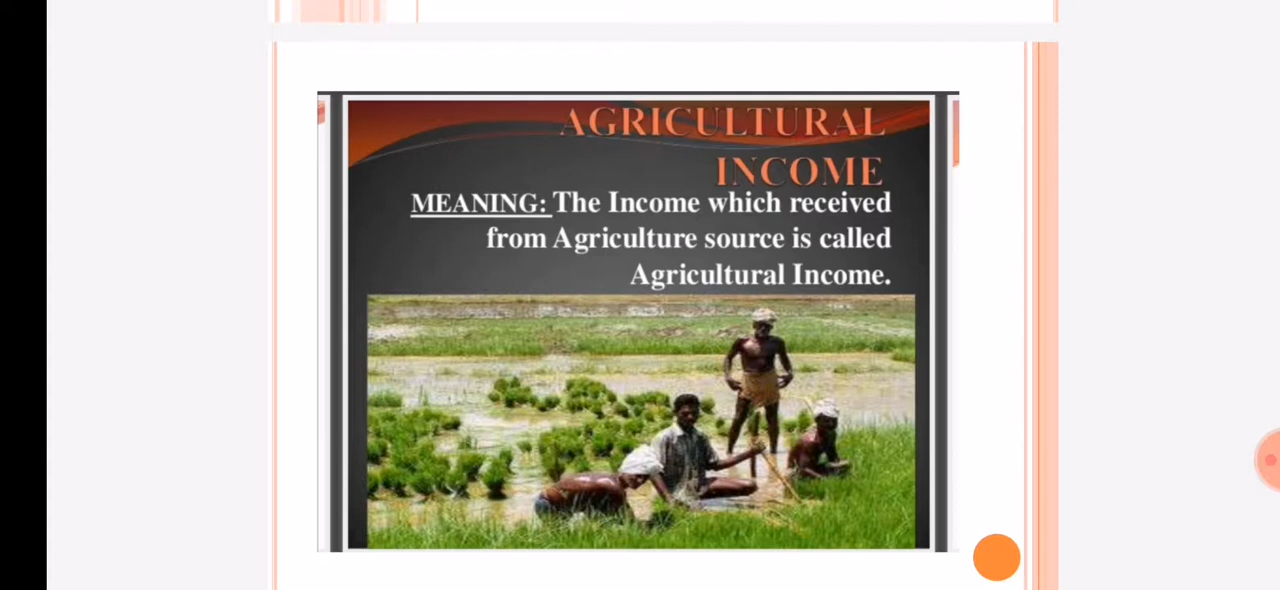 AGRICULTURAL
INCOME
MEANING: The Income which received
from Agriculture source is called
Agricultural Income.